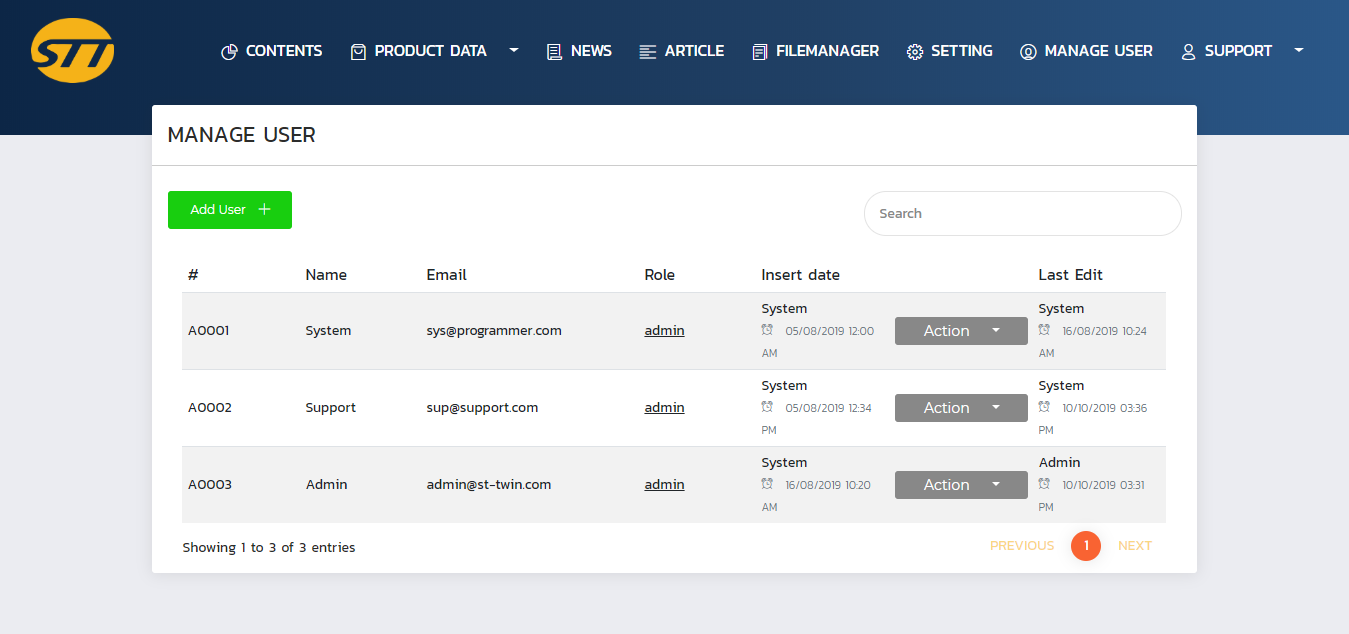 STT
CONTENTS PRODUCT DATA NEWS ARTICLE FILEMANAGER SETTING MANAGE USER SUPPORT
MANAGE USER
Add User +
Search
# Name Email Role Insert date Last Edit
A0001 System sys@programmer.com admin System 05/08/2019 12:00 AM Action System 16/08/2019 10:24 AM
A0002 Support sup@support.com admin System 05/08/2019 12:34 PM Action System 10/10/2019 03:36 PM
A0003 Admin admin@st-twin.com admin System 16/08/2019 10:20 AM Action Admin 10/10/2019 03:31 PM
Showing 1 to 3 of 3 entries PREVIOUS 1 NEXT